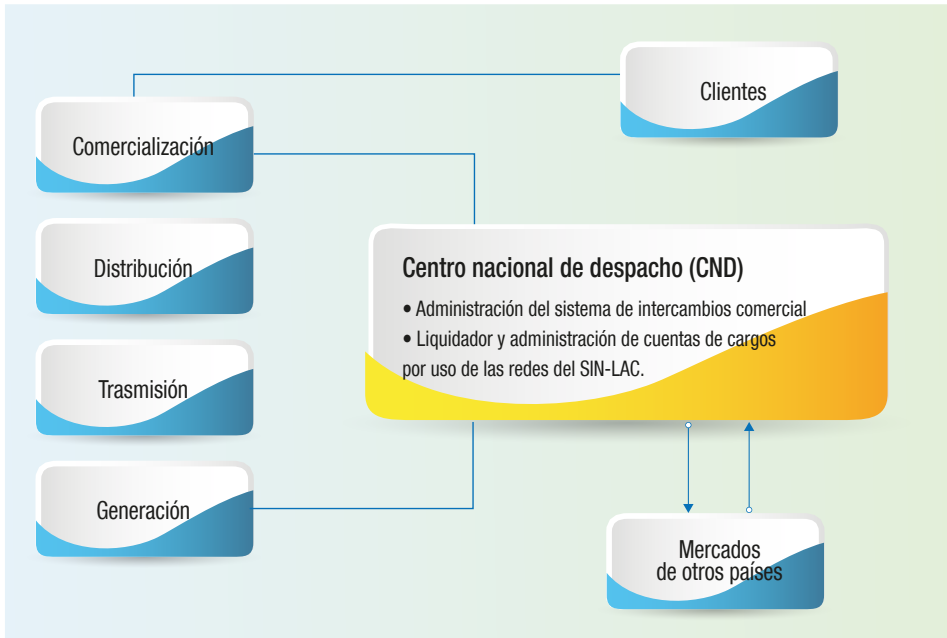 Clientes
Comercialización
Distribución
Trasmisión
Generación
Centro nacional de despacho (CND)
• Administración del sistema de intercambios comercial
• Liquidador y administración de cuentas de cargos
por uso de las redes del SIN-LAC.
Mercados
de otros países